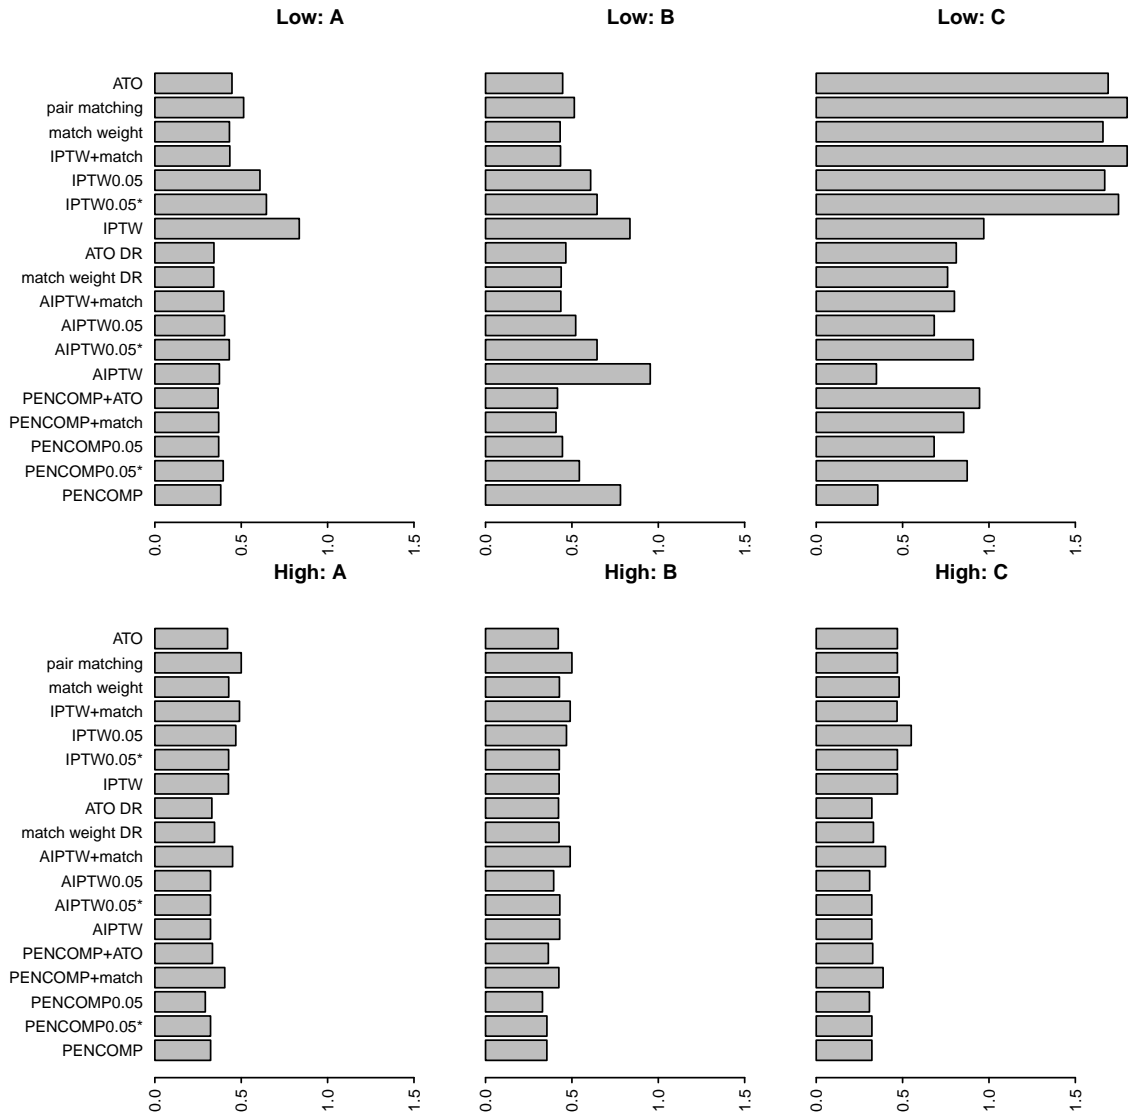 Low: A
Low: B
Low: C
ATO
pair matching
match weight
IPTW+match
IPTW0.05
IPTW0.05*
IPTW
ATO DR
match weight DR
AIPTW+match
AIPTW0.05
AIPTW0.05*
AIPTW
PENCOMP+ATO
PENCOMP+match
PENCOMP0.05
PENCOMP0.05*
PENCOMP
0.0 0.5 1.0 1.5
0.0 0.5 1.0 1.5
0.0 0.5 1.0 1.5
High: A
High: B
High: C
ATO
pair matching
match weight
IPTW+match
IPTW0.05
IPTW0.05*
IPTW
ATO DR
match weight DR
AIPTW+match
AIPTW0.05
AIPTW0.05*
AIPTW
PENCOMP+ATO
PENCOMP+match
PENCOMP0.05
PENCOMP0.05*
PENCOMP
0.0 0.5 1.0 1.5
0.0 0.5 1.0 1.5
0.0 0.5 1.0 1.5